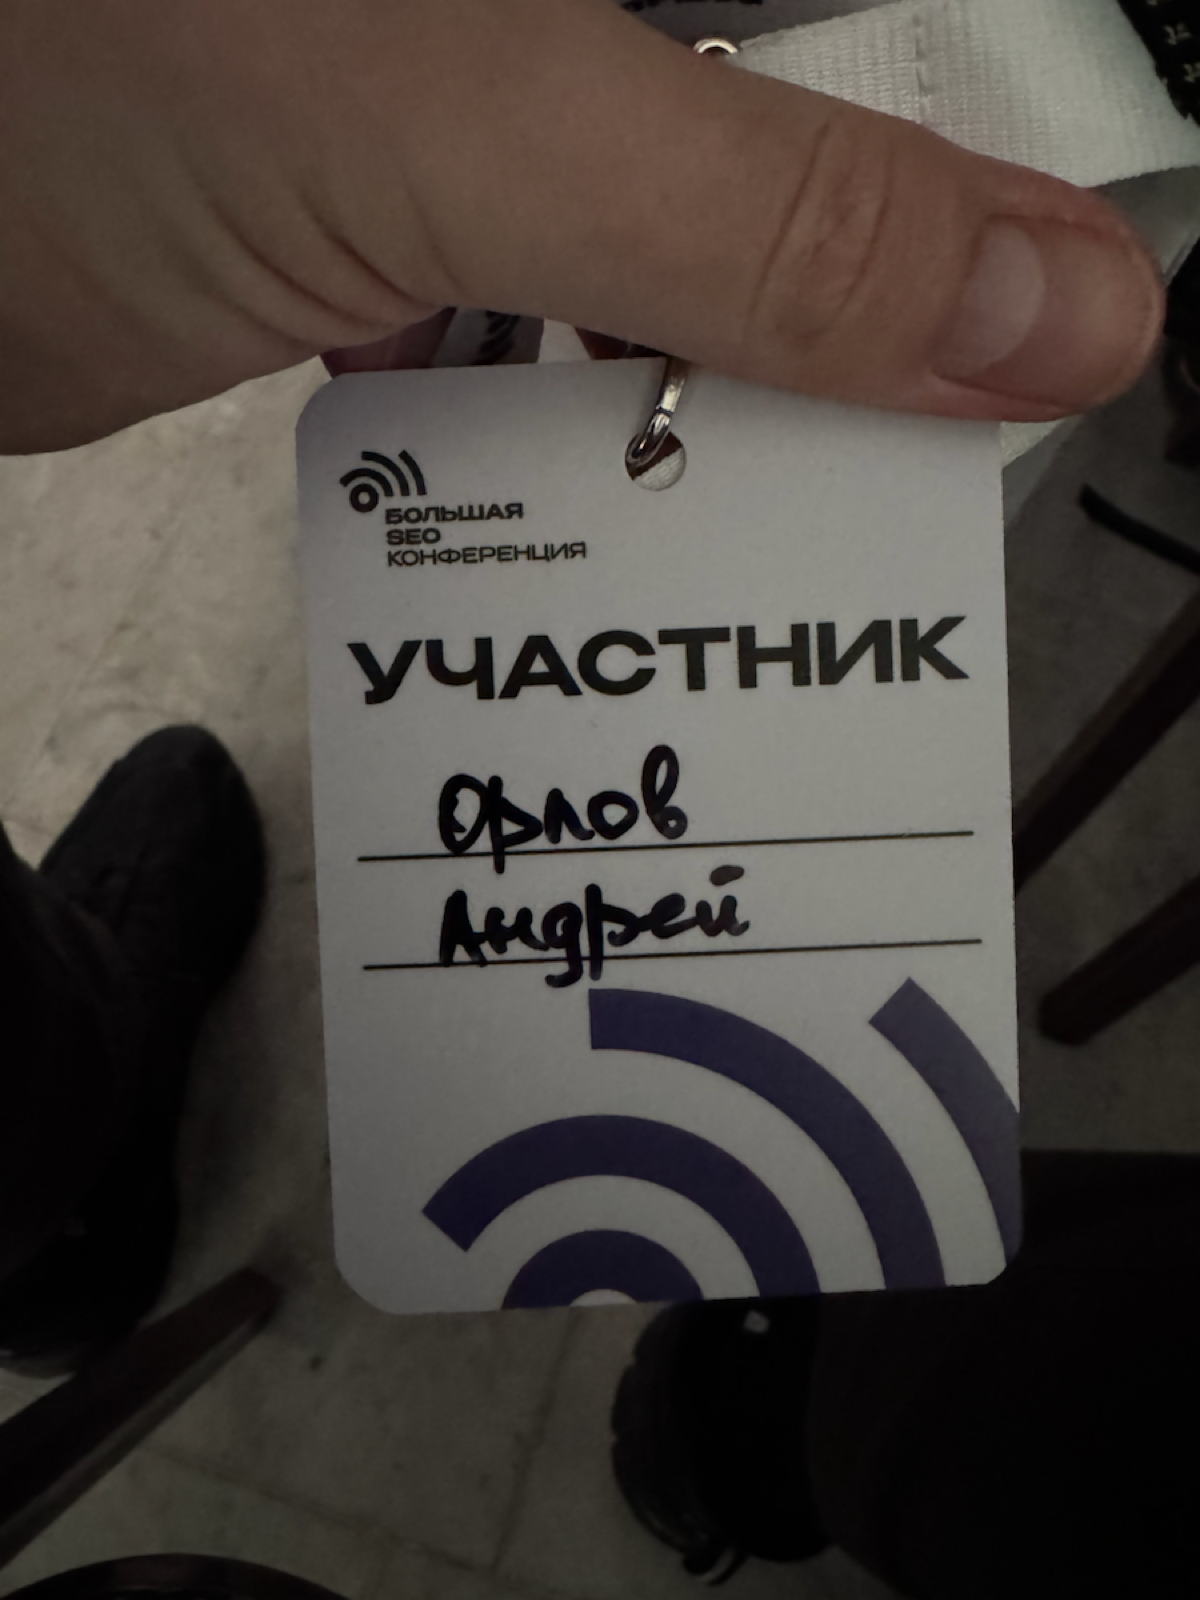 БОЛЬШАЯ
SEO
КОНФЕРЕНЦИЯ
УЧАСТНИК
Орлов
Андрей